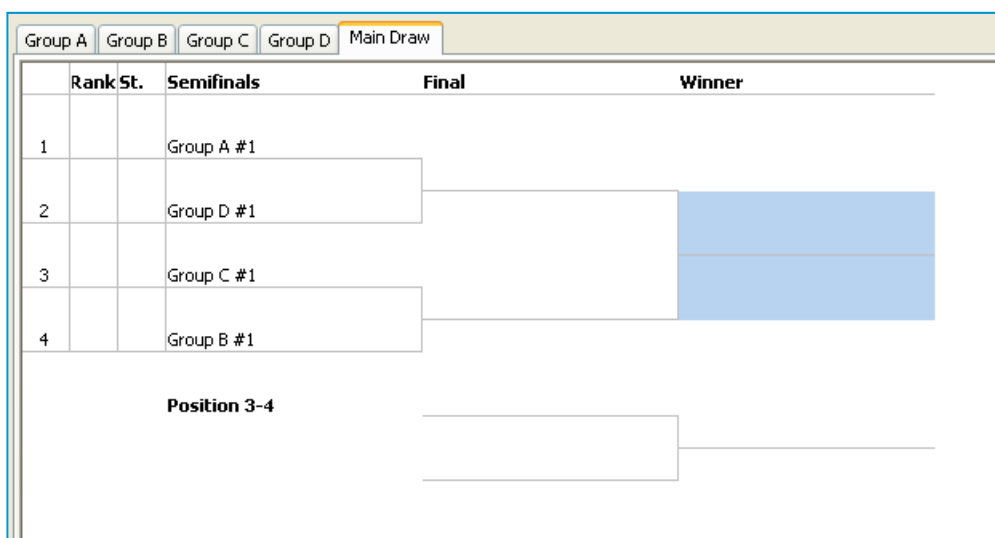 Group A Group B Group C Group D Main Draw
Rank St. Semifinals Final Winner
1 Group A #1
2 Group D #1
3 Group C #1
4 Group B #1
Position 3-4